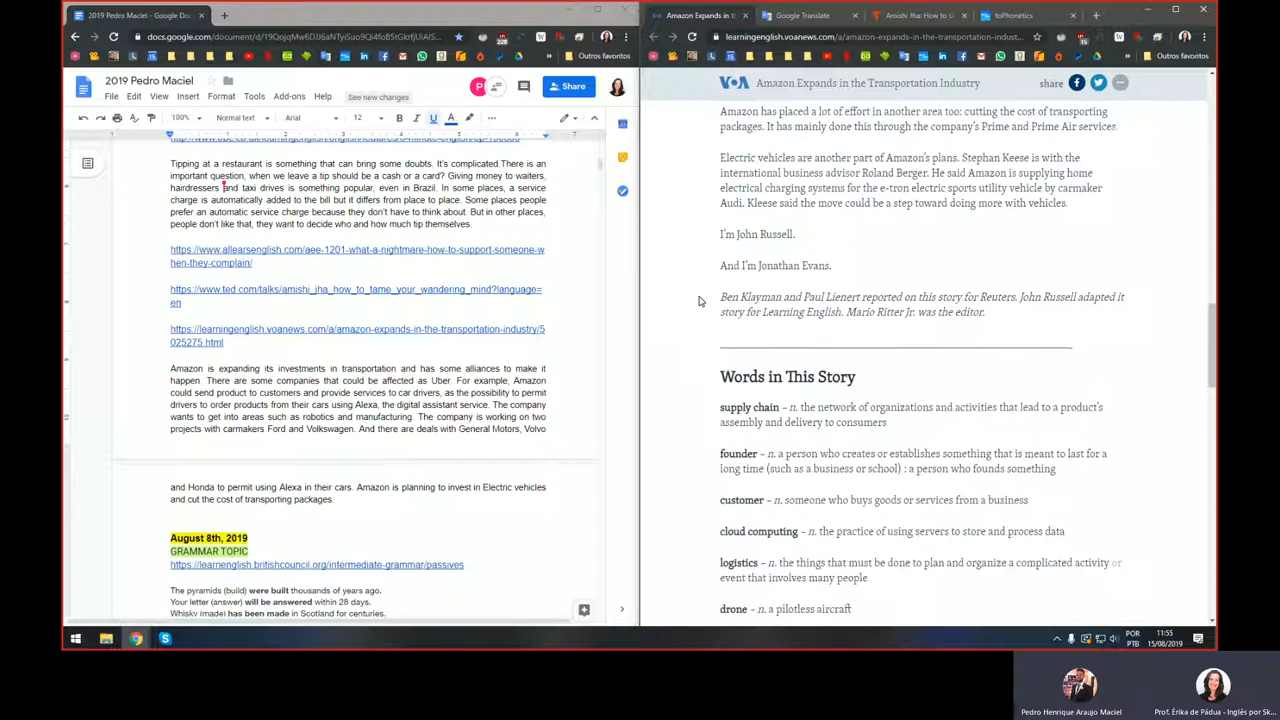 2019 Pedro Maciel - Google Doc
docs.google.com/document/d/19QojqMw6DJJ6aNTySuo9Qi4foB5tGktfjUAIS...
228
Outros favoritos
2019 Pedro Maciel
File Edit View Insert Format Tools Add-ons Help
See new changes
P
Share
100%
Normal text
Arial
12
B I U A
Tipping at a restaurant is something that can bring some doubts. It's complicated.There is an
important question, when we leave a tip should be a cash or a card? Giving money to waiters,
hairdressers and taxi drives is something popular, even in Brazil. In some places, a service
charge is automatically added to the bill but it differs from place to place. Some places people
prefer an automatic service charge because they don't have to think about. But in other places,
people don't like that, they want to decide who and how much tip themselves.
https://www.allearsenglish.com/aee-1201-what-a-nightmare-how-to-support-someone-w
hen-they-complain/
https://www.ted.com/talks/amishi_jha_how_to_tame_your_wandering_mind?language=
en
https://learningenglish.voanews.com/a/amazon-expands-in-the-transportation-industry/5
025275.html
Amazon is expanding its investments in transportation and has some alliances to make it
happen. There are some companies that could be affected as Uber. For example, Amazon
could send product to customers and provide services to car drivers, as the possibility to permit
drivers to order products from their cars using Alexa, the digital assistant service. The company
wants to get into areas such as robotics and manufacturing. The company is working on two
projects with carmakers Ford and Volkswagen. And there are deals with General Motors, Volvo
and Honda to permit using Alexa in their cars. Amazon is planning to invest in Electric vehicles
and cut the cost of transporting packages.
August 8th, 2019
GRAMMAR TOPIC
https://learnenglish.britishcouncil.org/intermediate-grammar/passives
The pyramids (build) were built thousands of years ago.
Your letter (answer) will be answered within 28 days.
Whisky (made) has been made in Scotland for centuries.
Amazon Expands in the
Google Translate
Amishi Jha: How to
toPhonetics
learningenglish.voanews.com/a/amazon-expands-in-the-transportation-indust...
15
Outros favoritos
VOA Amazon Expands in the Transportation Industry
share
Amazon has placed a lot of effort in another area too: cutting the cost of transporting
packages. It has mainly done this through the company's Prime and Prime Air services.
Electric vehicles are another part of Amazon's plans. Stephan Keese is with the
international business advisor Roland Berger. He said Amazon is supplying home
electrical charging systems for the e-tron electric sports utility vehicle by carmaker
Audi. Kleese said the move could be a step toward doing more with vehicles.
I'm John Russell.
And I'm Jonathan Evans.
Ben Klayman and Paul Lienert reported on this story for Reuters. John Russell adapted it
story for Learning English. Mario Ritter Jr. was the editor.
Words in This Story
supply chain – n. the network of organizations and activities that lead to a product's
assembly and delivery to consumers
founder – n. a person who creates or establishes something that is meant to last for a
long time (such as a business or school) : a person who founds something
customer – n. someone who buys goods or services from a business
cloud computing – n. the practice of using servers to store and process data
logistics – n. the things that must be done to plan and organize a complicated activity or
event that involves many people
drone – n. a pilotless aircraft
POR
PTB
11:55
15/08/2019
Pedro Henrique Araujo Maciel
Prof. Érika de Pádua - Inglês por Sk...